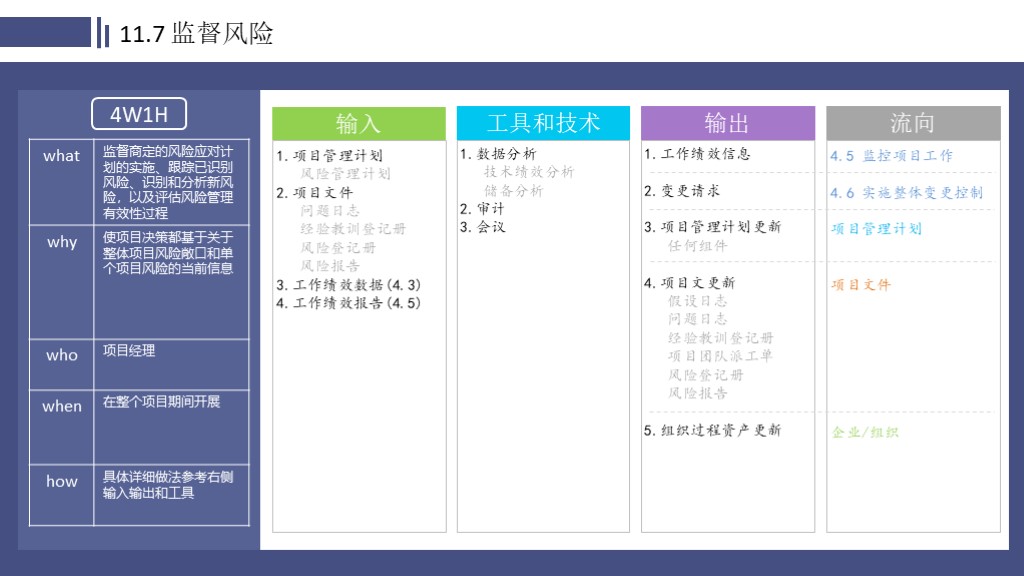 11.7 监督风险
4W1H
what
监督商定的风险应对计
划的实施、跟踪已识别
风险、识别和分析新风
险，以及评估风险管理
有效性过程
why
使项目决策都基于关于
整体项目风险敞口和单
个项目风险的当前信息
who
项目经理
when
在整个项目期间开展
how
具体详细做法参考右侧
输入输出和工具
输入
1.项目管理计划
风险管理计划
2.项目文件
问题日志
经验教训登记册
风险登记册
风险报告
3.工作绩效数据(4.3)
4.工作绩效报告(4.5)
工具和技术
1.数据分析
技术绩效分析
储备分析
2.审计
3.会议
输出
1.工作绩效信息
2.变更请求
3.项目管理计划更新
任何组件
4.项目文更新
假设日志
问题日志
经验教训登记册
项目团队派工单
风险登记册
风险报告
5.组织过程资产更新
流向
4.5 监控项目工作
4.6 实施整体变更控制
项目管理计划
项目文件
企业/组织